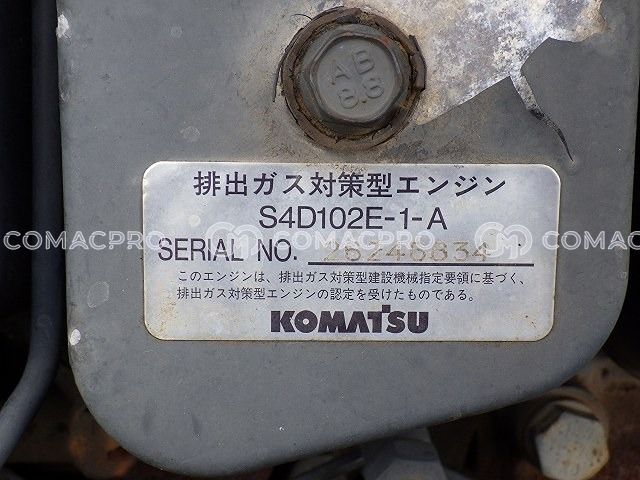 AB
8.8
排出ガス対策型エンジン
S4D102E-1-A
COMACPRO COMACPRO COMACPRO
SERIAL NO. 26246834
このエンジンは、排出ガス対策型建設機械指定要領に基づく、
排出ガス対策型エンジンの認定を受けたものである。
KOMATSU